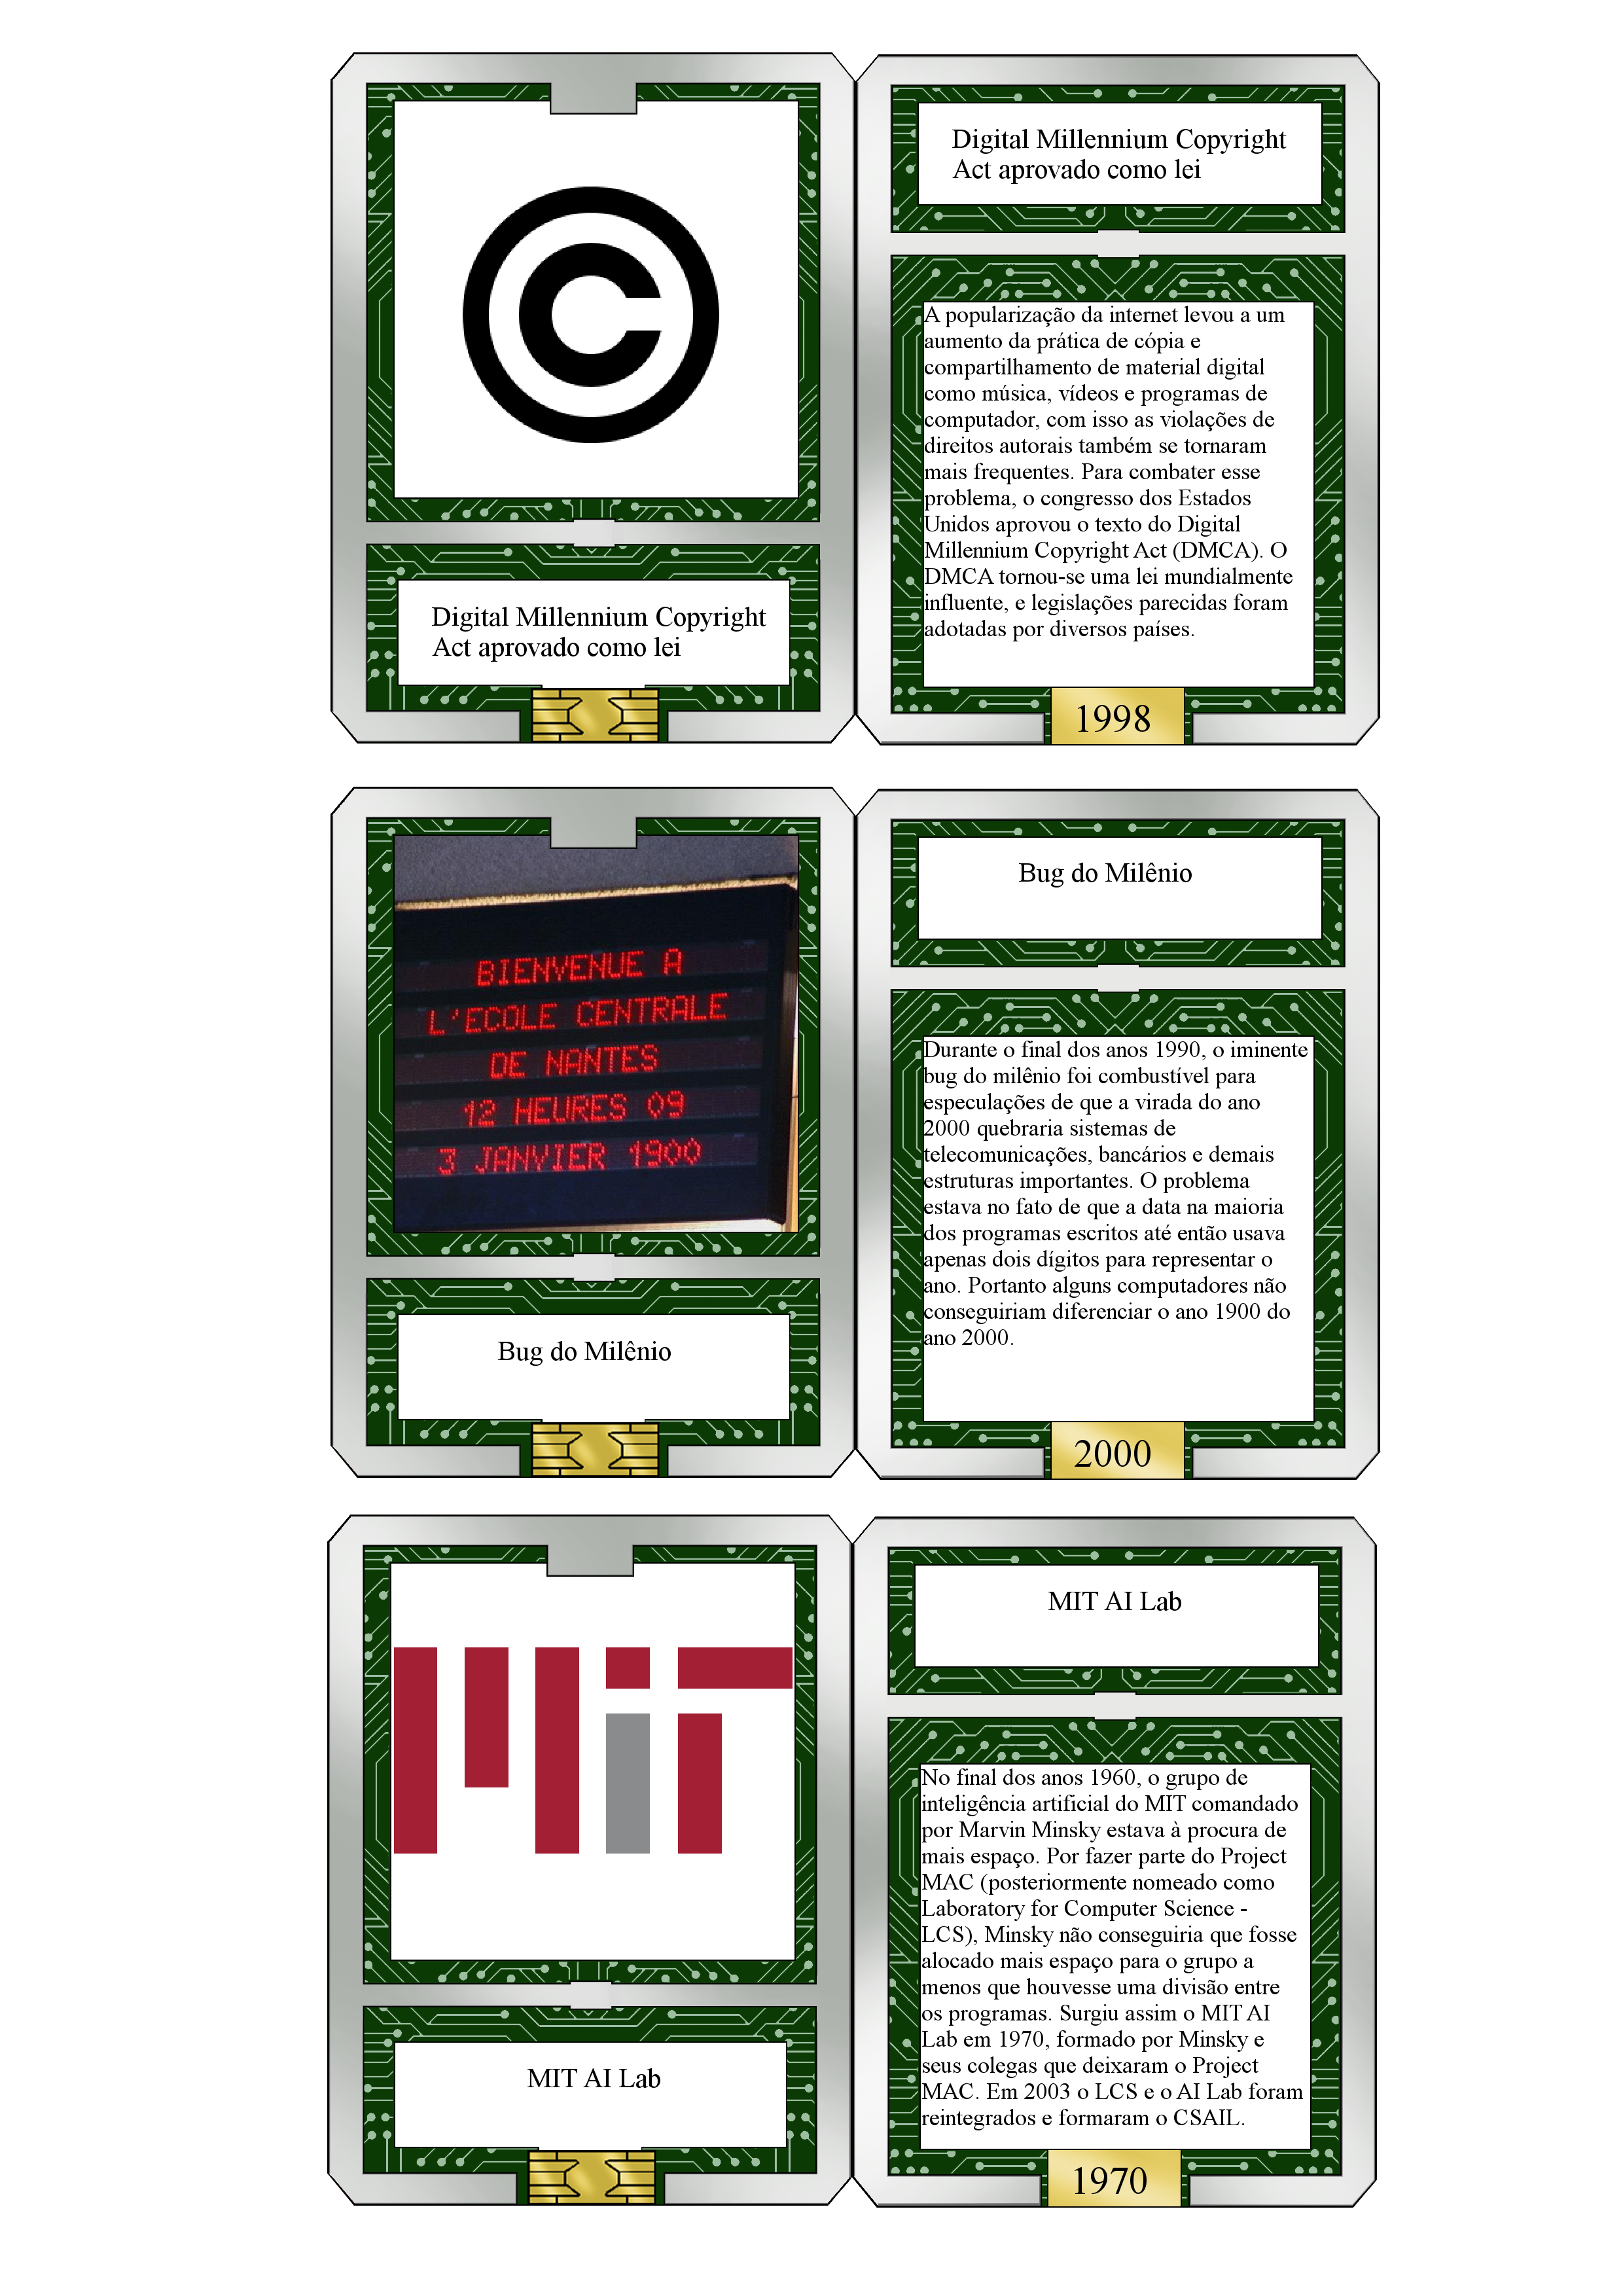 Digital Millennium Copyright
Act aprovado como lei
Digital Millennium Copyright
Act aprovado como lei
A popularização da internet levou a um
aumento da prática de cópia e
compartilhamento de material digital
como música, vídeos e programas de
computador, com isso as violações de
direitos autorais também se tornaram
mais frequentes. Para combater esse
problema, o congresso dos Estados
Unidos aprovou o texto do Digital
Millennium Copyright Act (DMCA). O
DMCA tornou-se uma lei mundialmente
influente, e legislações parecidas foram
adotadas por diversos países.
1998
BIENVENUE A
L'ECOLE CENTRALE
DE NANTES
12 HEURES 09
3 JANVIER 1900
Bug do Milênio
Bug do Milênio
Durante o final dos anos 1990, o iminente
bug do milênio foi combustível para
especulações de que a virada do ano
2000 quebraria sistemas de
telecomunicações, bancários e demais
estruturas importantes. O problema
estava no fato de que a data na maioria
dos programas escritos até então usava
apenas dois dígitos para representar o
ano. Portanto alguns computadores não
conseguiriam diferenciar o ano 1900 do
ano 2000.
2000
MIT
MIT AI Lab
MIT AI Lab
No final dos anos 1960, o grupo de
inteligência artificial do MIT comandado
por Marvin Minsky estava à procura de
mais espaço. Por fazer parte do Project
MAC (posteriormente nomeado como
Laboratory for Computer Science -
LCS), Minsky não conseguiria que fosse
alocado mais espaço para o grupo a
menos que houvesse uma divisão entre
os programas. Surgiu assim o MIT AI
Lab em 1970, formado por Minsky e
seus colegas que deixaram o Project
MAC. Em 2003 o LCS e o AI Lab foram
reintegrados e formaram o CSAIL.
1970